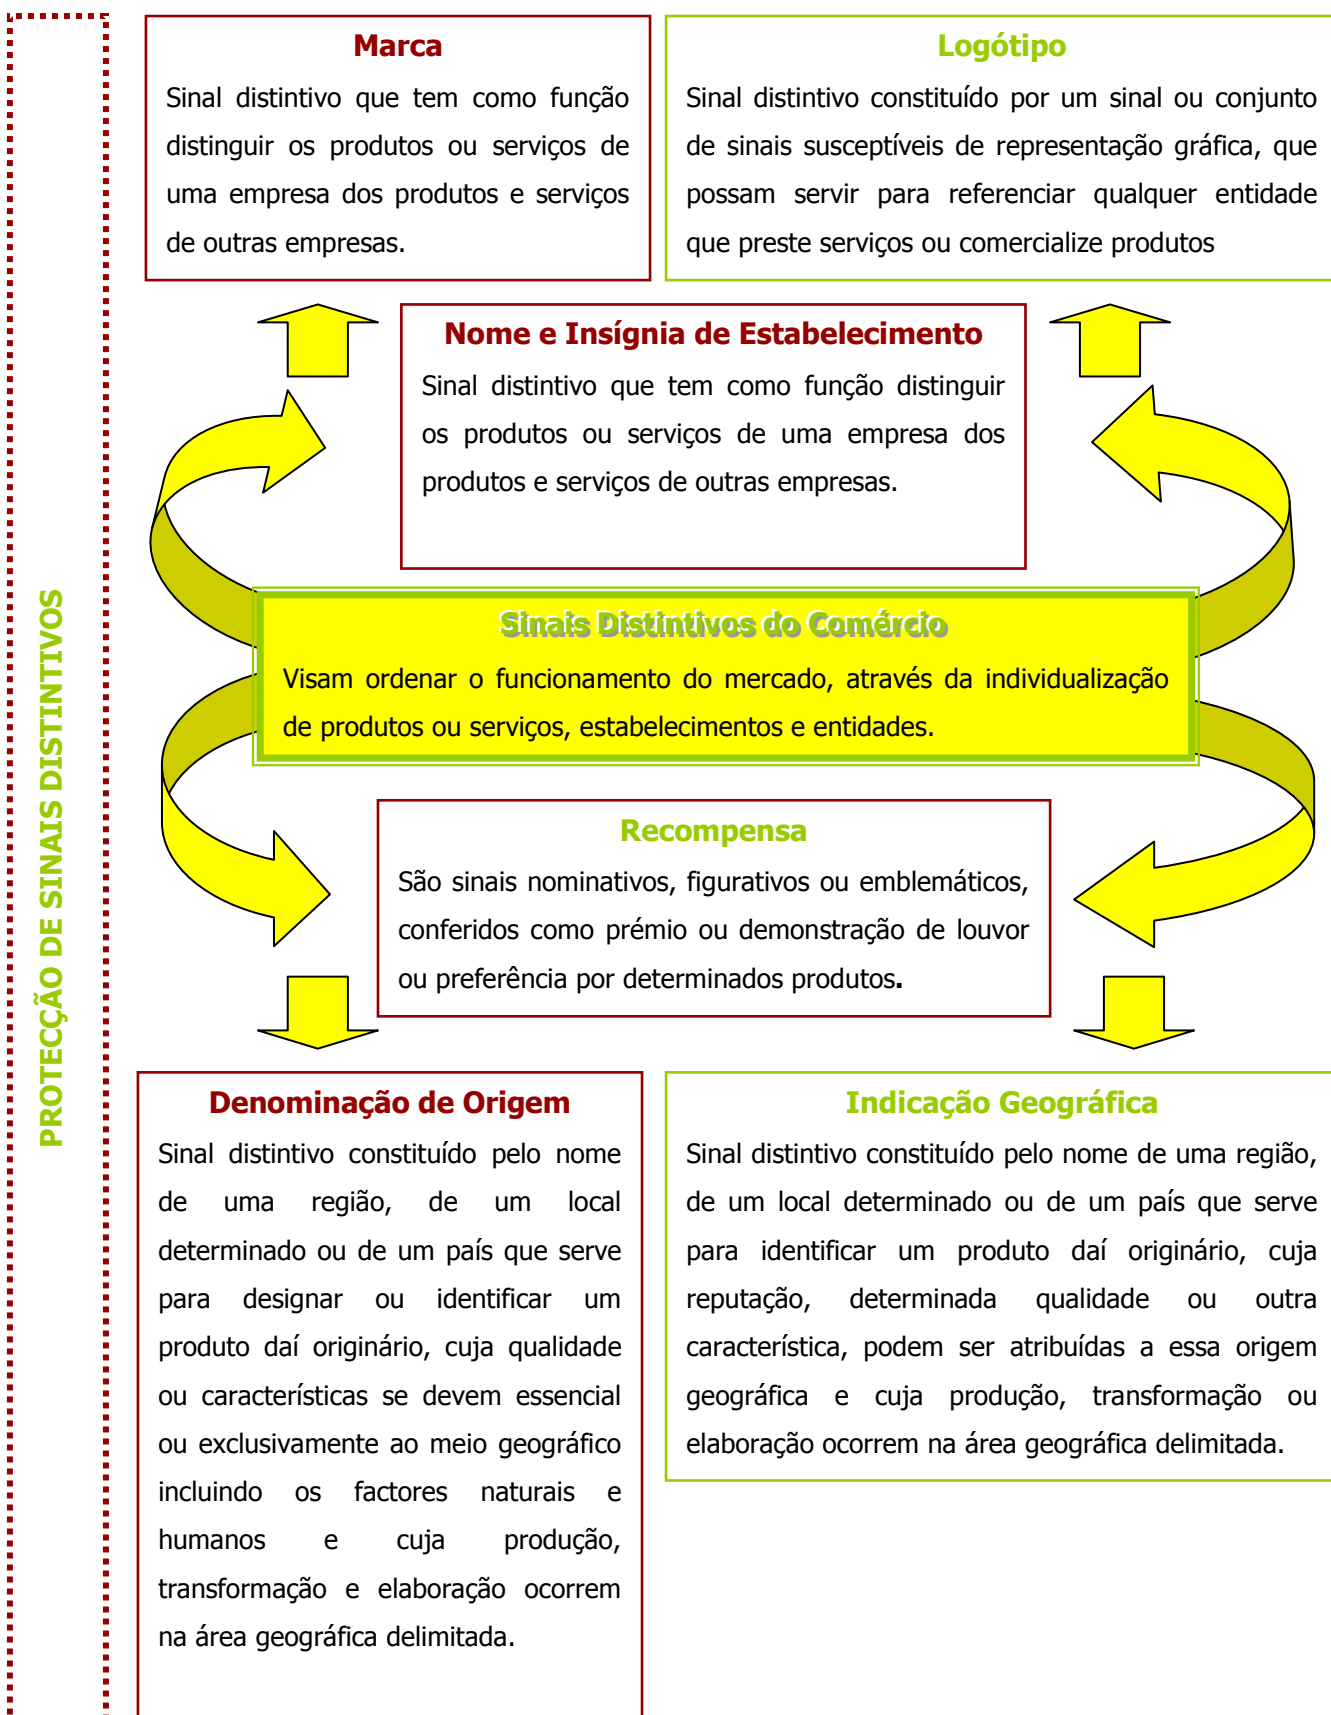 PROTECÇÃO DE SINAIS DISTINTIVOS
Marca
Sinal distintivo que tem como função
distinguir os produtos ou serviços de
uma empresa dos produtos e serviços
de outras empresas.
Logótipo
Sinal distintivo constituído por um sinal ou conjunto
de sinais susceptíveis de representação gráfica, que
possam servir para referenciar qualquer entidade
que preste serviços ou comercialize produtos
Nome e Insígnia de Estabelecimento
Sinal distintivo que tem como função distinguir
os produtos ou serviços de uma empresa dos
produtos e serviços de outras empresas.
Sinais Distintivos do Comércio
Visam ordenar o funcionamento do mercado, através da individualização
de produtos ou serviços, estabelecimentos e entidades.
Recompensa
São sinais nominativos, figurativos ou emblemáticos,
conferidos como prémio ou demonstração de louvor
ou preferência por determinados produtos.
Denominação de Origem
Sinal distintivo constituído pelo nome
de uma região, de um local
determinado ou de um país que serve
para designar ou identificar um
produto daí originário, cuja qualidade
ou características se devem essencial
ou exclusivamente ao meio geográfico
incluindo os factores naturais e
humanos e cuja produção,
transformação e elaboração ocorrem
na área geográfica delimitada.
Indicação Geográfica
Sinal distintivo constituído pelo nome de uma região,
de um local determinado ou de um país que serve
para identificar um produto daí originário, cuja
reputação, determinada qualidade ou outra
característica, podem ser atribuídas a essa origem
geográfica e cuja produção, transformação ou
elaboração ocorrem na área geográfica delimitada.